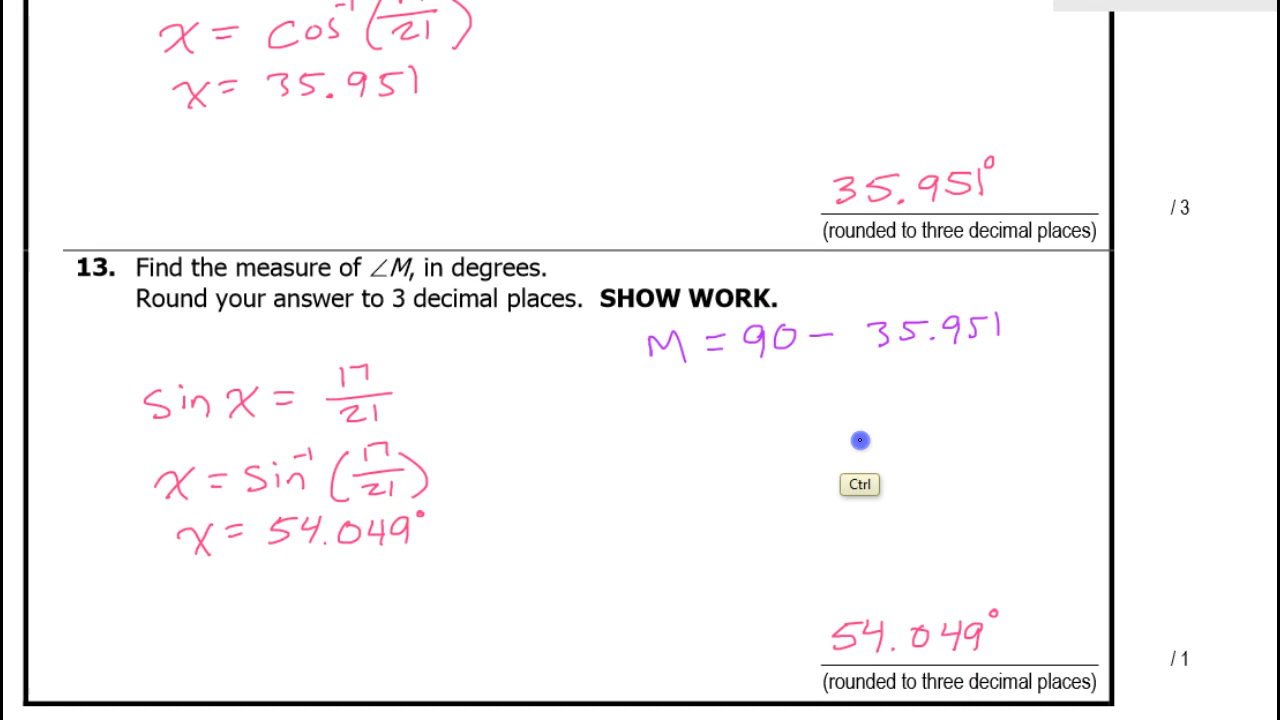 x = cos⁻¹(17/21)
x = 35.951
35.951°
(rounded to three decimal places)
/ 3
13. Find the measure of ∠M, in degrees.
Round your answer to 3 decimal places. SHOW WORK.
M = 90 - 35.951
sin x = 17/21
x = sin⁻¹(17/21)
x = 54.049°
Ctrl
54.049°
(rounded to three decimal places)
/ 1